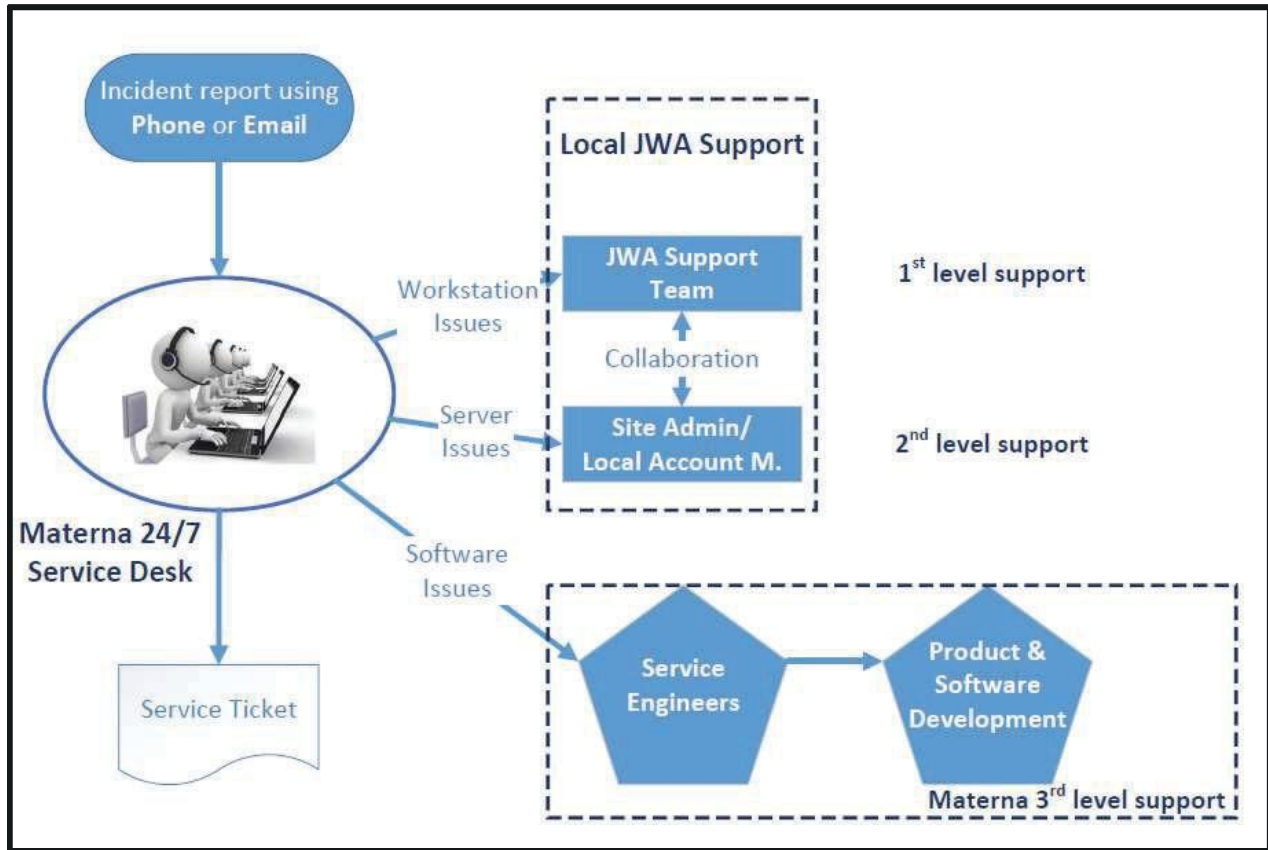 Incident report using
Phone or Email
Local JWA Support
JWA Support
Team
1st level support
Workstation
Issues
Collaboration
Server
Issues
Site Admin/
Local Account M.
2nd level support
Materna 24/7
Service Desk
Software
Issues
Service Ticket
Service
Engineers
Product &
Software
Development
Materna 3rd level support